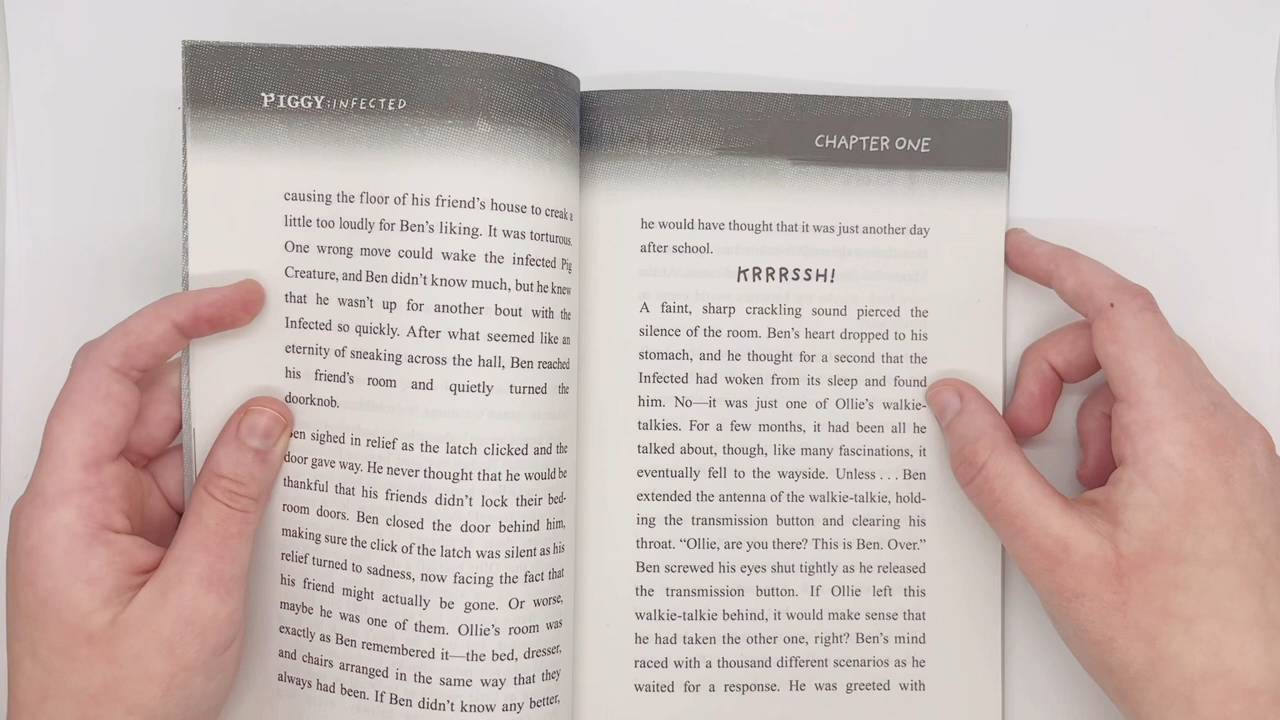 PIGGY:INFECTED
causing the floor of his friend's house to creak a
little too loudly for Ben's liking. It was torturous.
One wrong move could wake the infected Pig
Creature, and Ben didn't know much, but he knew
that he wasn't up for another bout with the
Infected so quickly. After what seemed like an
eternity of sneaking across the hall, Ben reached
his friend's room and quietly turned the
doorknob.
Ben sighed in relief as the latch clicked and the
door gave way. He never thought that he would be
thankful that his friends didn't lock their bed-
room doors. Ben closed the door behind him,
making sure the click of the latch was silent as his
relief turned to sadness, now facing the fact that
his friend might actually be gone. Or worse,
maybe he was one of them. Ollie's room was
exactly as Ben remembered it—the bed, dresser,
and chairs arranged in the same way that they
always had been. If Ben didn't know any better,
CHAPTER ONE
he would have thought that it was just another day
after school.
KRRRSSH!
A faint, sharp crackling sound pierced the
silence of the room. Ben's heart dropped to his
stomach, and he thought for a second that the
Infected had woken from its sleep and found
him. No—it was just one of Ollie's walkie-
talkies. For a few months, it had been all he
talked about, though, like many fascinations, it
eventually fell to the wayside. Unless . . . Ben
extended the antenna of the walkie-talkie, hold-
ing the transmission button and clearing his
throat. “Ollie, are you there? This is Ben. Over.”
Ben screwed his eyes shut tightly as he released
the transmission button. If Ollie left this
walkie-talkie behind, it would make sense that
he had taken the other one, right? Ben's mind
raced with a thousand different scenarios as he
waited for a response. He was greeted with